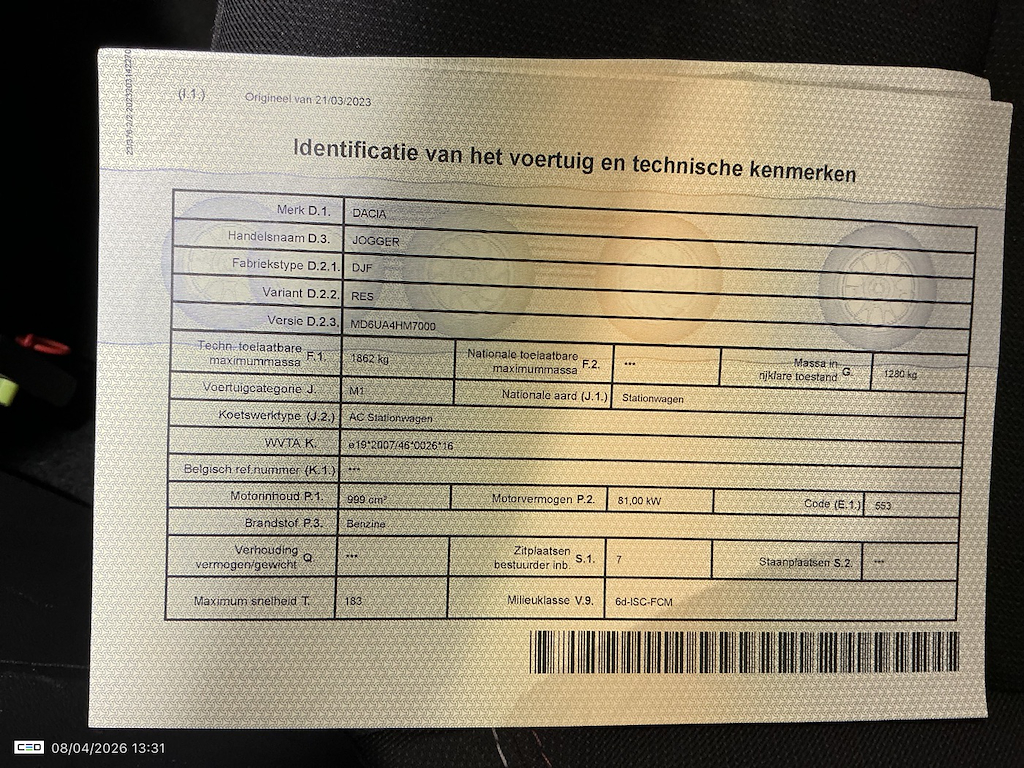 (I.1.) Origineel van 21/03/2023
Identificatie van het voertuig en technische kenmerken
Merk D.1. DACIA
Handelsnaam D.3. JOGGER
Fabriekstype D.2.1. DJF
Variant D.2.2. RES
Versie D.2.3. MD6UA4HM7000
Techn. toelaatbare maximummassa F.1. 1862 kg Nationale toelaatbare maximummassa F.2. *** Massa in rijklare toestand G. 1280 kg
Voertuigcategorie J. M1 Nationale aard (J.1.) Stationwagen
Koetswerktype (J.2.) AC Stationwagen
WVTA K. e19*2007/46*0026*16
Belgisch ref.nummer (K.1.) ***
Motorinhoud P.1. 999 cm³ Motorvermogen P.2. 81,00 kW Code (E.1.) 553
Brandstof P.3. Benzine
Verhouding vermogen/gewicht Q. *** Zitplaatsen bestuurder inb. S.1. 7 Staanplaatsen S.2. ***
Maximum snelheid T. 183 Milieuklasse V.9. 6d-ISC-FCM
CED 08/04/2026 13:31